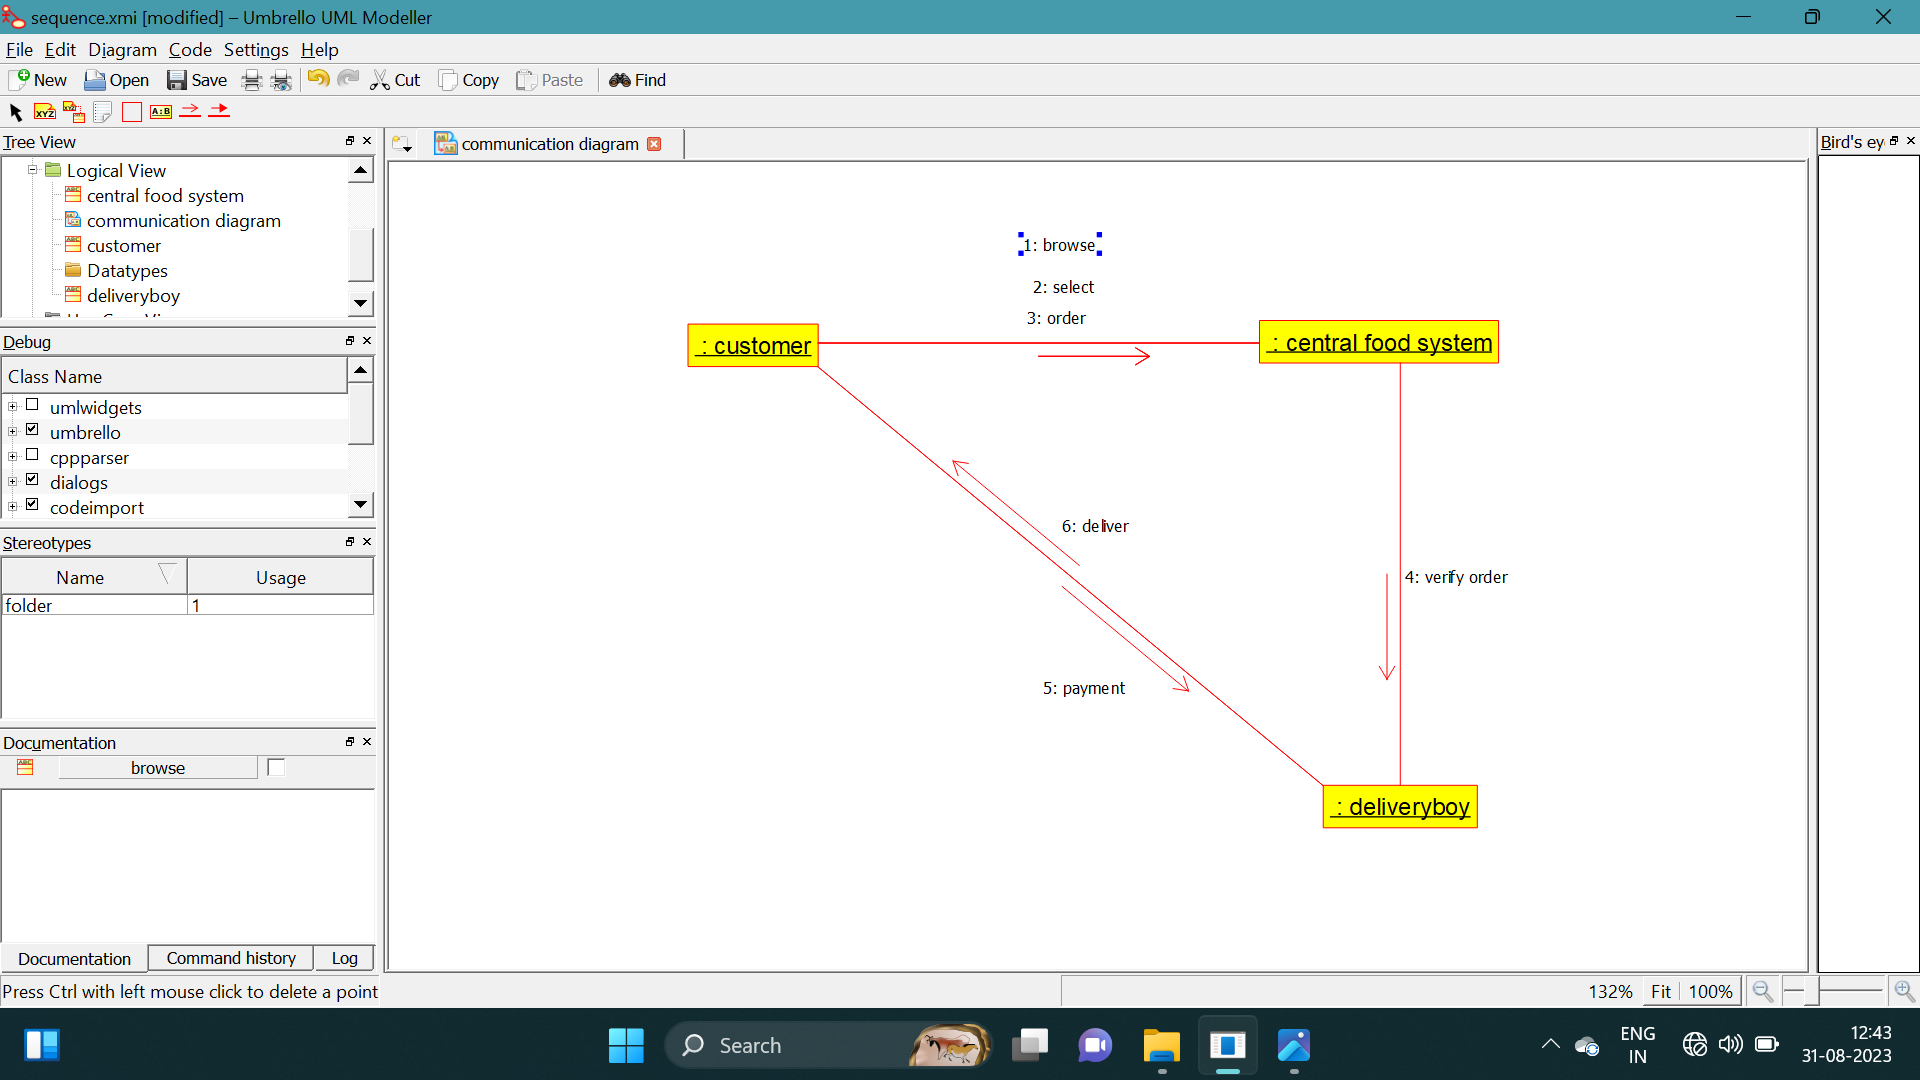 sequence.xmi [modified] – Umbrello UML Modeller
File Edit Diagram Code Settings Help
New Open Save Cut Copy Paste Find
XYZ XYZ A:B
Tree View
communication diagram
Bird's ey
Logical View
central food system
communication diagram
customer
Datatypes
deliveryboy
Debug
Class Name
umlwidgets
umbrello
cppparser
dialogs
codeimport
Stereotypes
Name Usage
folder 1
Documentation
browse
Documentation Command history Log
Press Ctrl with left mouse click to delete a point
1: browse
2: select
3: order
: customer
: central food system
6: deliver
4: verify order
5: payment
: deliveryboy
132% Fit 100%
Search
ENG
IN
12:43
31-08-2023